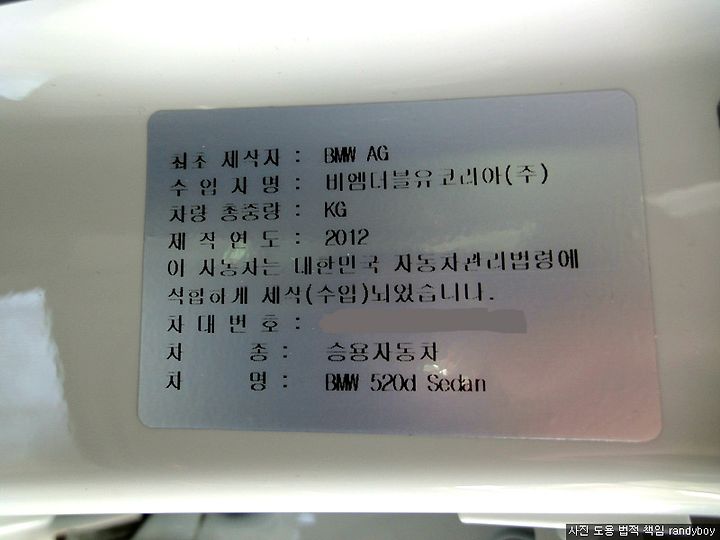 최초 제작자 : BMW AG
수 입 사 명 : 비엠더블유코리아(주)
차량 총중량 : KG
제 작 연 도 : 2012
이 자동차는 대한민국 자동차관리법령에
적합하게 제작(수입)되었습니다.
차 대 번 호 :
차 종 : 승용자동차
차 명 : BMW 520d Sedan
사진 도용 법적 책임 randyboy